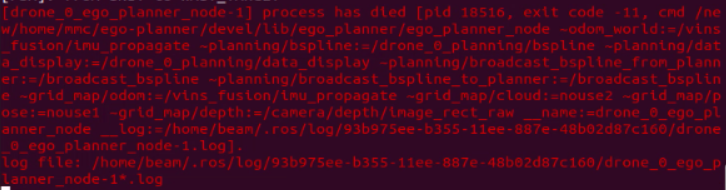 [drone_0_ego_planner_node-1] process has died [pid 18516, exit code -11, cmd /ne
w/home/mmc/ego-planner/devel/lib/ego_planner/ego_planner_node ~odom_world:=/vins
_fusion/imu_propagate ~planning/bspline:=/drone_0_planning/bspline ~planning/dat
a_display:=/drone_0_planning/data_display ~planning/broadcast_bspline_from_plann
er:=/broadcast_bspline ~planning/broadcast_bspline_to_planner:=/broadcast_bsplin
e ~grid_map/odom:=/vins_fusion/imu_propagate ~grid_map/cloud:=nouse2 ~grid_map/p
ose:=nouse1 ~grid_map/depth:=/camera/depth/image_rect_raw __name:=drone_0_ego_pl
anner_node __log:=/home/beam/.ros/log/93b975ee-b355-11ee-887e-48b02d87c160/drone
_0_ego_planner_node-1.log].
log file: /home/beam/.ros/log/93b975ee-b355-11ee-887e-48b02d87c160/drone_0_ego_p
lanner_node-1*.log